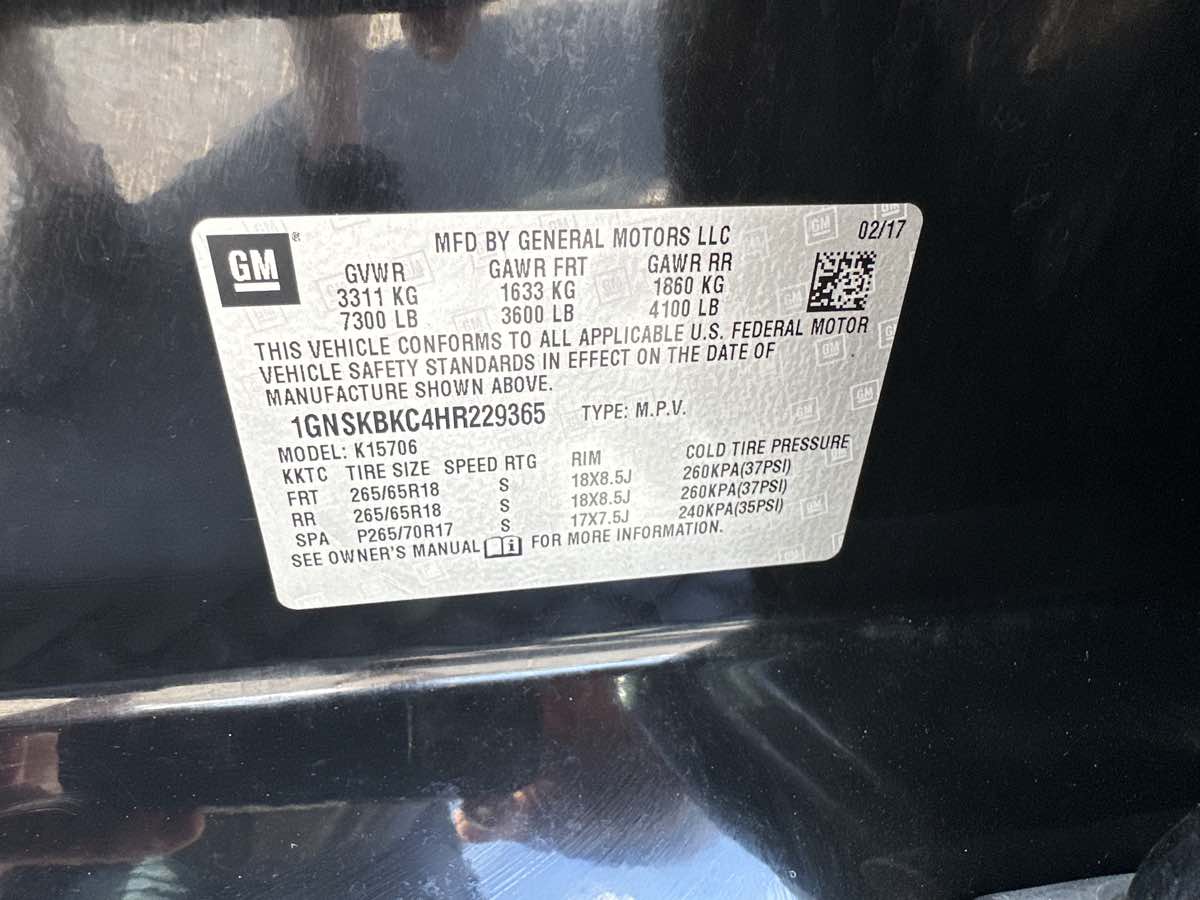 GM®
MFD BY GENERAL MOTORS LLC 02/17
GVWR GAWR FRT GAWR RR
3311 KG 1633 KG 1860 KG
7300 LB 3600 LB 4100 LB
THIS VEHICLE CONFORMS TO ALL APPLICABLE U.S. FEDERAL MOTOR
VEHICLE SAFETY STANDARDS IN EFFECT ON THE DATE OF
MANUFACTURE SHOWN ABOVE.
1GNSKBKC4HR229365 TYPE: M.P.V.
MODEL: K15706
KKTC TIRE SIZE SPEED RTG RIM COLD TIRE PRESSURE
FRT 265/65R18 S 18X8.5J 260KPA(37PSI)
RR 265/65R18 S 18X8.5J 260KPA(37PSI)
SPA P265/70R17 S 17X7.5J 240KPA(35PSI)
SEE OWNER'S MANUAL FOR MORE INFORMATION.